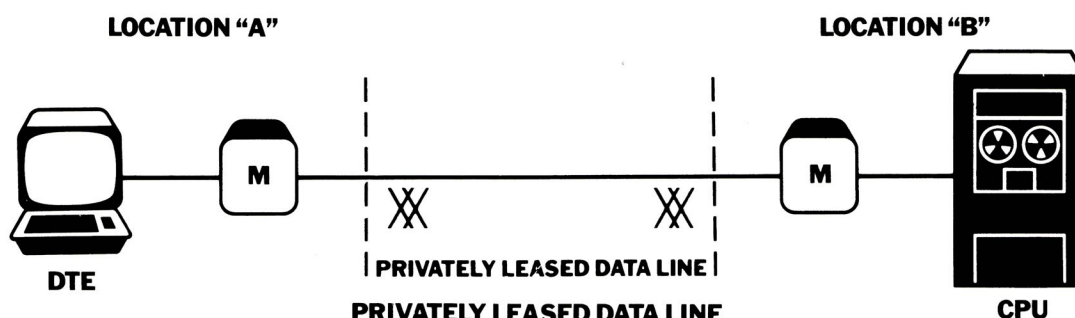 LOCATION “A”
LOCATION “B”
M
M
DTE
PRIVATELY LEASED DATA LINE
CPU
PRIVATELY LEASED DATA LINE